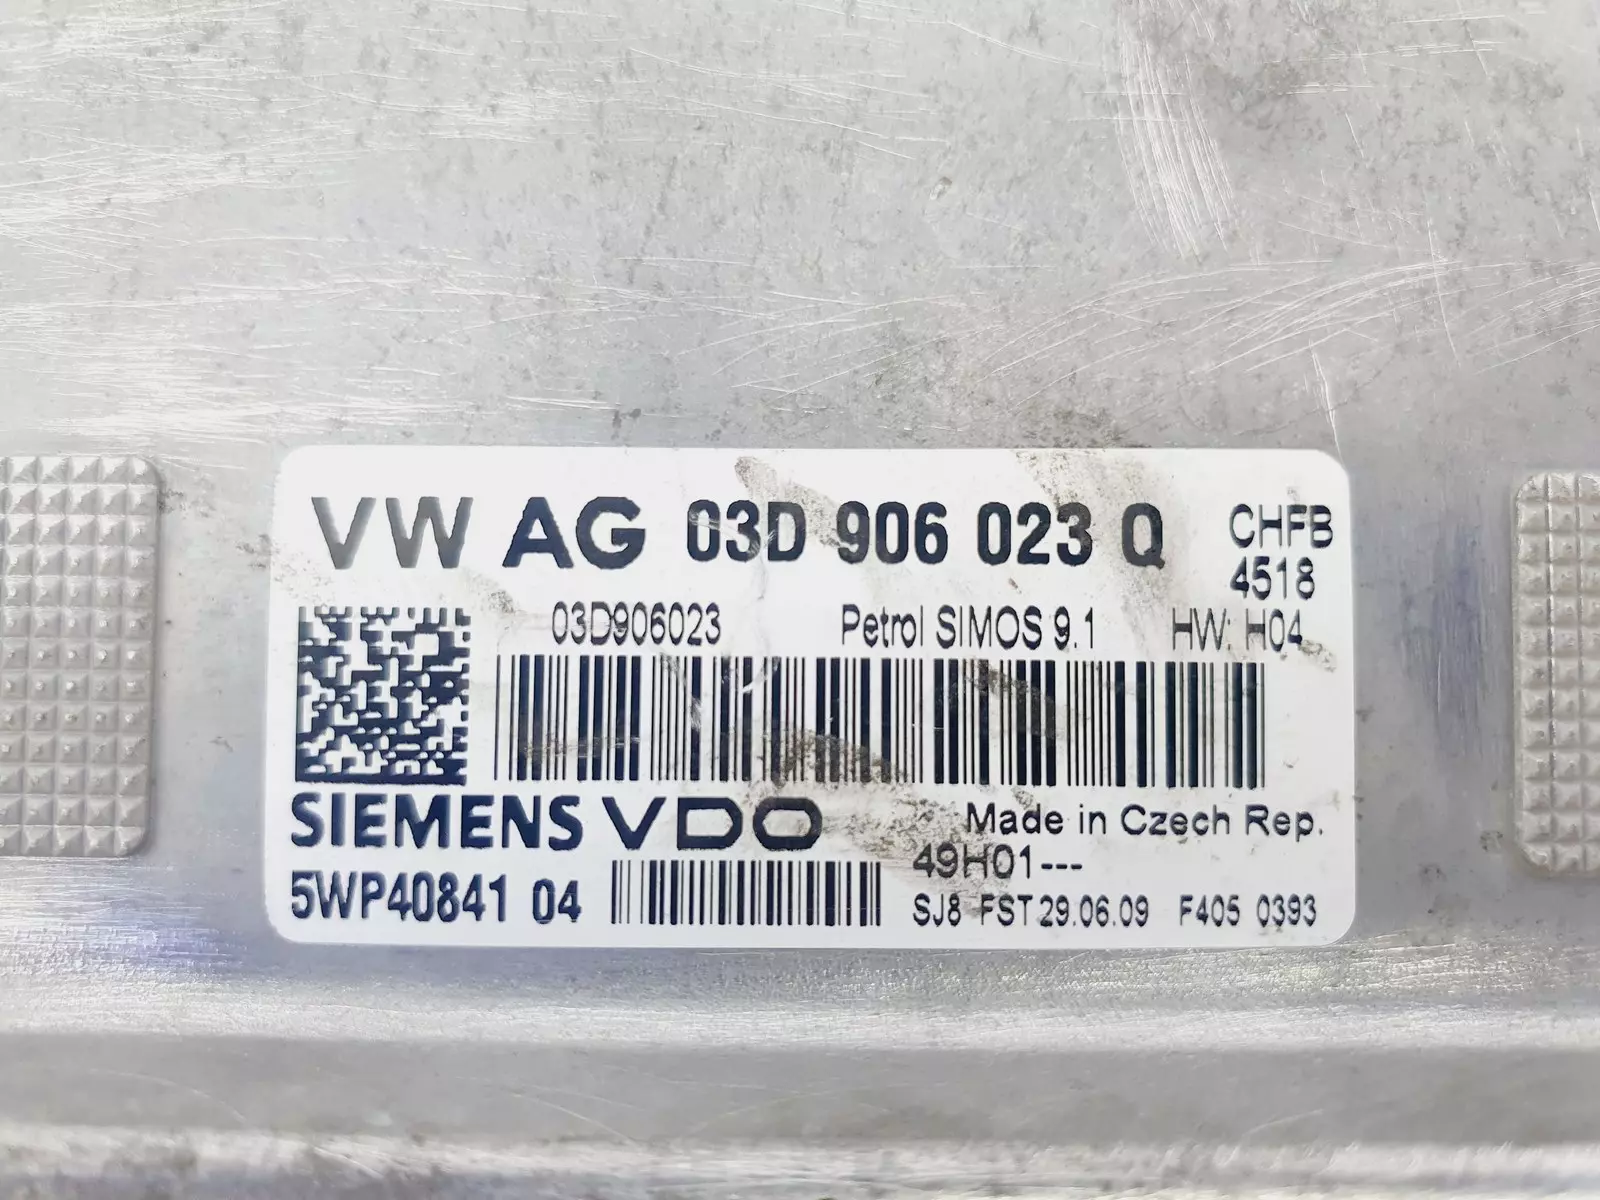 VW AG 03D 906 023 Q CHFB
4518
03D906023 Petrol SIMOS 9.1 HW: H04
SIEMENS VDO Made in Czech Rep.
49H01---
5WP40841 04 SJ8 FST 29.06.09 F405 0393